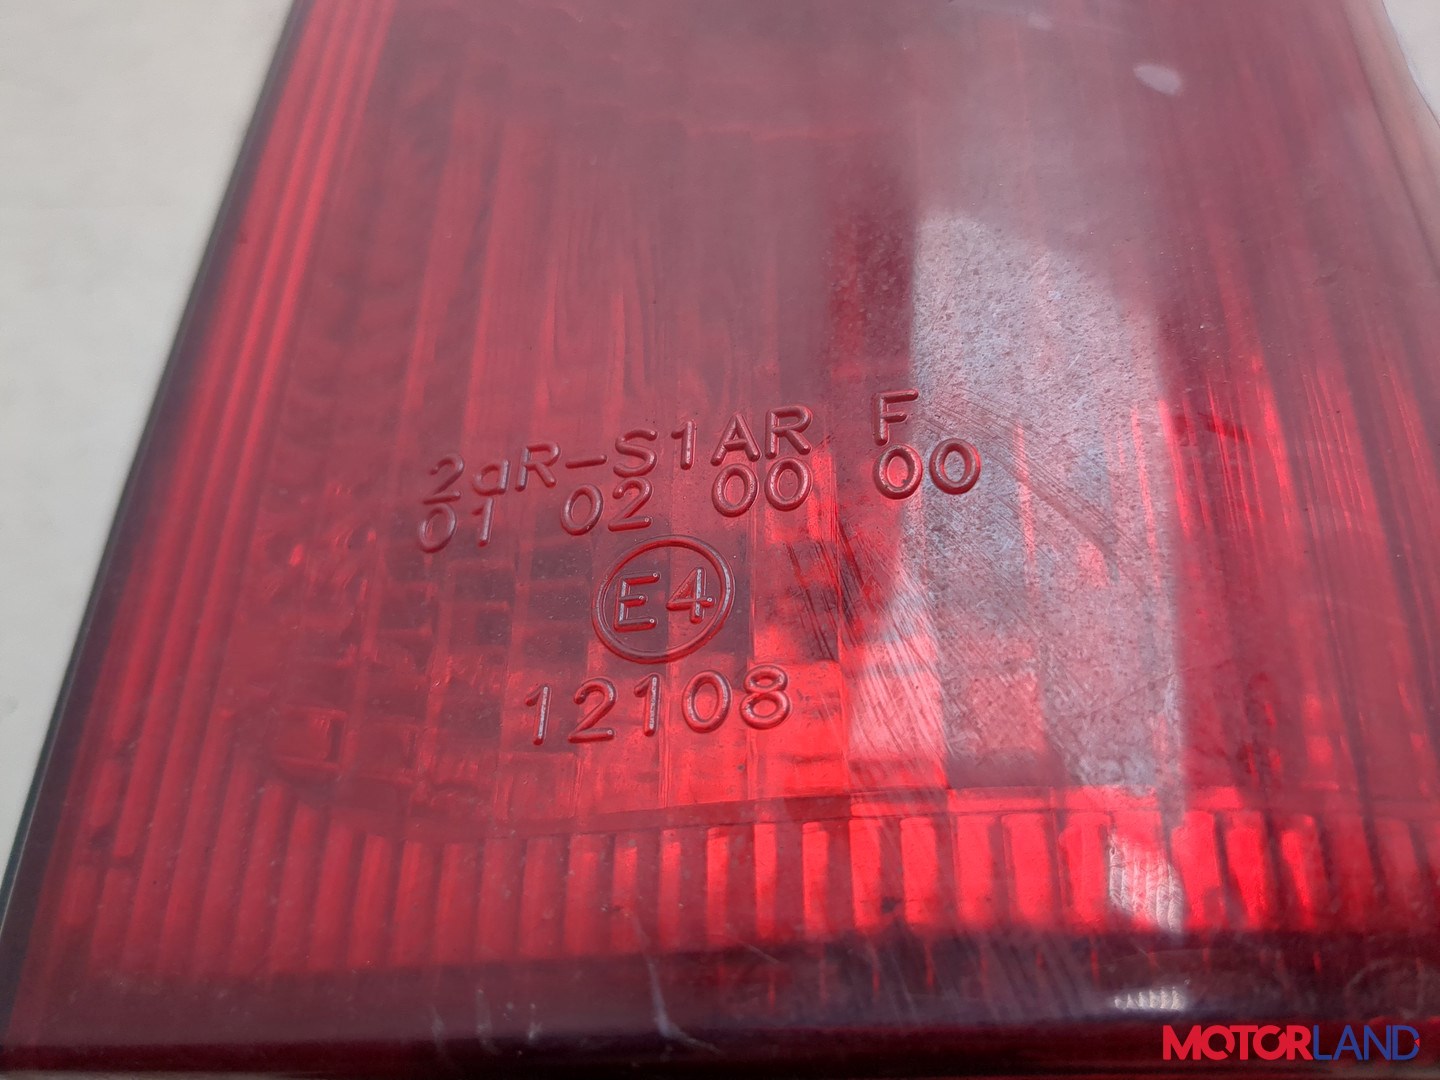 2aR-S1AR F
01 02 00 00
E4
12108
MOTORLAND